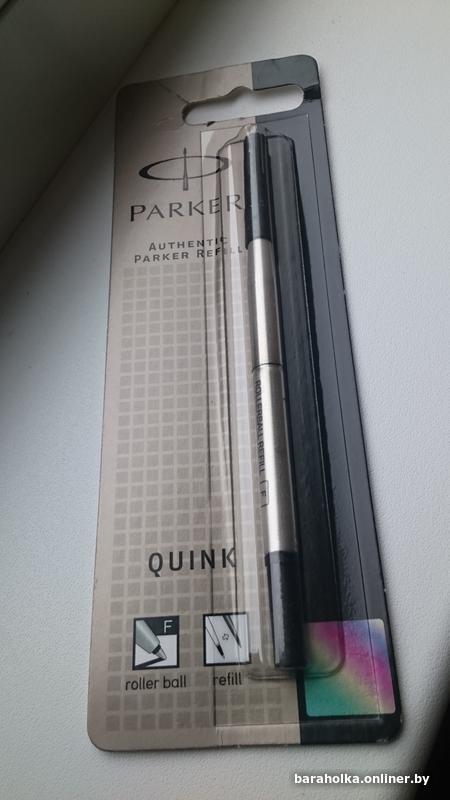 PARKER
AUTHENTIC
PARKER REFILL
ROLLERBALL REFILL F
QUINK
F
roller ball
refill
baraholka.onliner.by